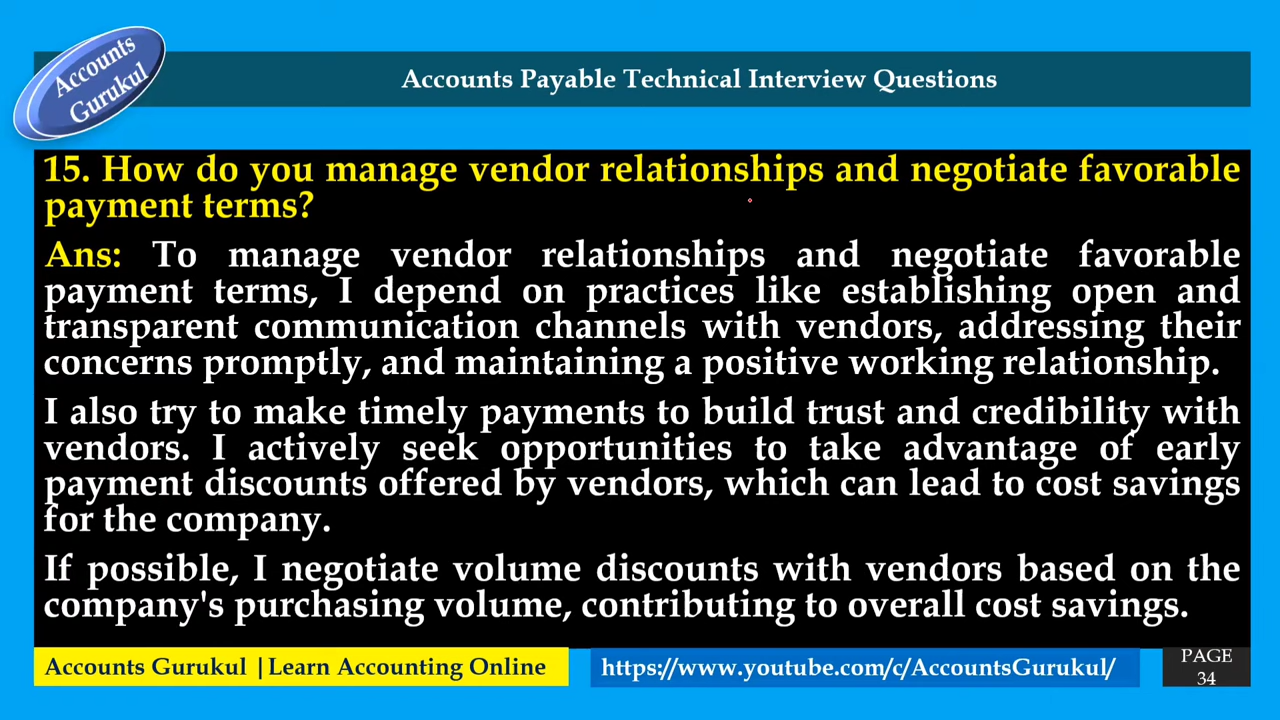 Accounts
Gurukul
Accounts Payable Technical Interview Questions
15. How do you manage vendor relationships and negotiate favorable
payment terms?
Ans: To manage vendor relationships and negotiate favorable
payment terms, I depend on practices like establishing open and
transparent communication channels with vendors, addressing their
concerns promptly, and maintaining a positive working relationship.
I also try to make timely payments to build trust and credibility with
vendors. I actively seek opportunities to take advantage of early
payment discounts offered by vendors, which can lead to cost savings
for the company.
If possible, I negotiate volume discounts with vendors based on the
company's purchasing volume, contributing to overall cost savings.
Accounts Gurukul |Learn Accounting Online
https://www.youtube.com/c/AccountsGurukul/
PAGE
34